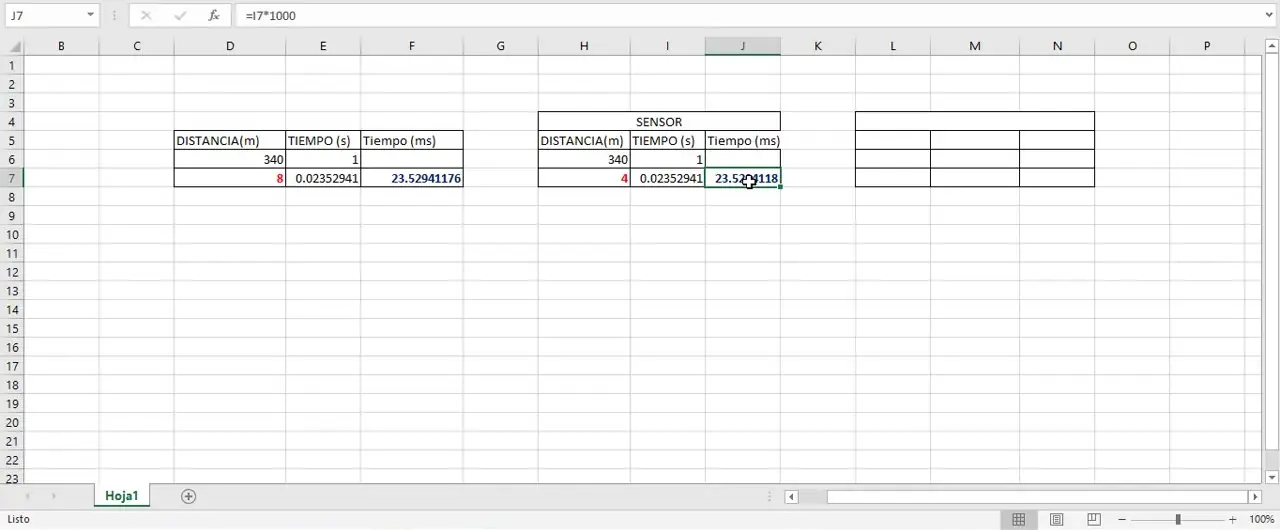 J7 fx =I7*1000
B C D E F G H I J K L M N O P
1
2
3
4 SENSOR
5 DISTANCIA(m) TIEMPO (s) Tiempo (ms) DISTANCIA(m) TIEMPO (s) Tiempo (ms)
6 340 1 340 1
7 8 0.02352941 23.52941176 4 0.02352941
8
9
10
11
12
13
14
15
16
17
18
19
20
21
22
23
Hoja1
Listo 100%